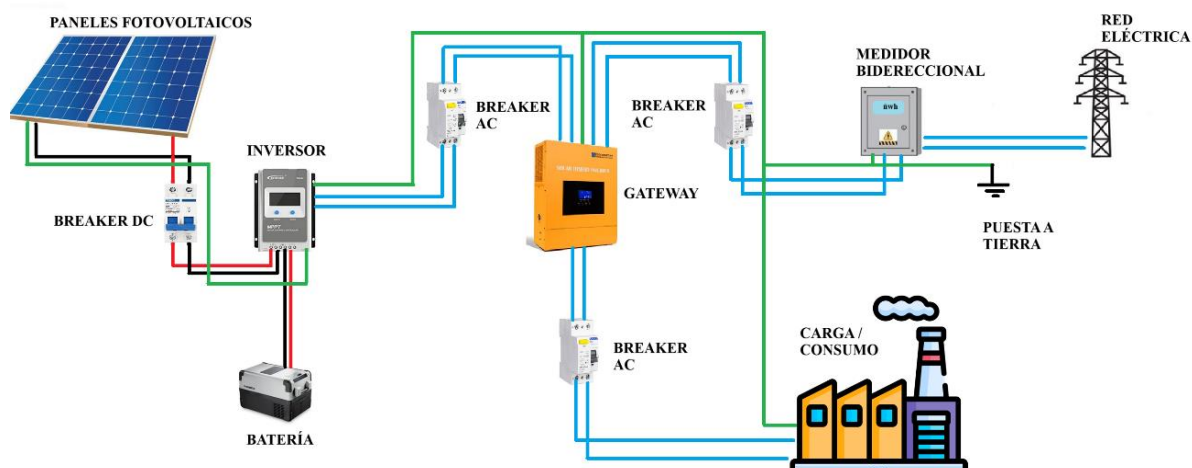 PANELES FOTOVOLTAICOS
RED
ELÉCTRICA
MEDIDOR
BIDERECCIONAL
BREAKER
AC
BREAKER
AC
INVERSOR
GATEWAY
BREAKER DC
MPPT
PUESTA A
TIERRA
BREAKER
AC
CARGA /
CONSUMO
BATERÍA